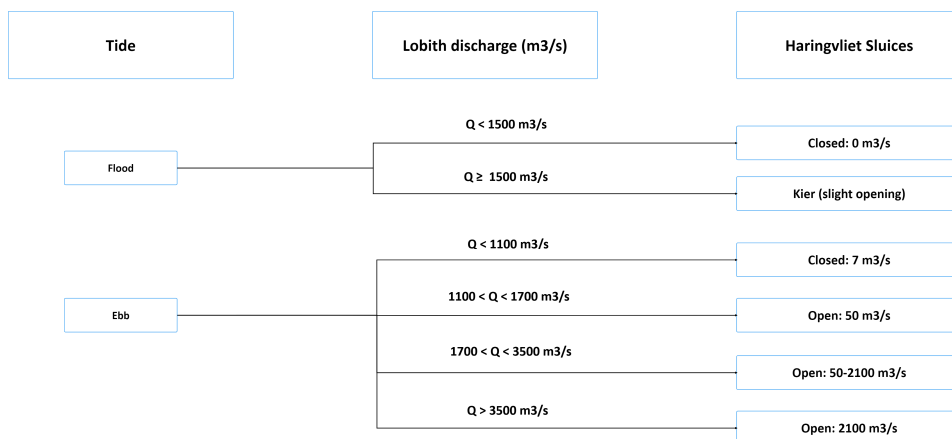 Tide
Lobith discharge (m3/s)
Haringvliet Sluices
Q < 1500 m3/s
Closed: 0 m3/s
Flood
Q ≥  1500 m3/s
Kier (slight opening)
Q < 1100 m3/s
Closed: 7 m3/s
1100 < Q < 1700 m3/s
Ebb
Open: 50 m3/s
1700 < Q < 3500 m3/s
Open: 50-2100 m3/s
Q > 3500 m3/s
Open: 2100 m3/s